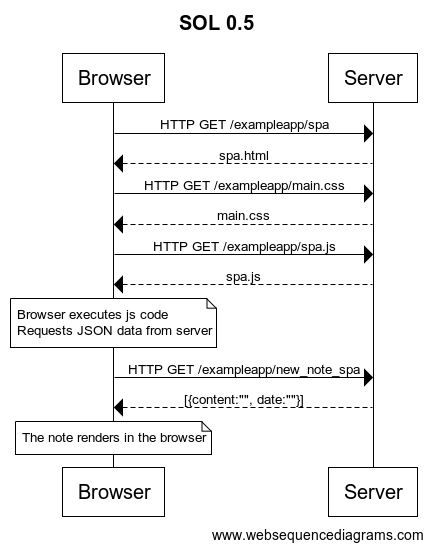 SOL 0.5
Browser
Server
HTTP GET /exampleapp/spa
spa.html
HTTP GET /exampleapp/main.css
main.css
HTTP GET /exampleapp/spa.js
spa.js
Browser executes js code
Requests JSON data from server
HTTP GET /exampleapp/new_note_spa
[{content:"", date:""}]
The note renders in the browser
Browser
Server
www.websequencediagrams.com